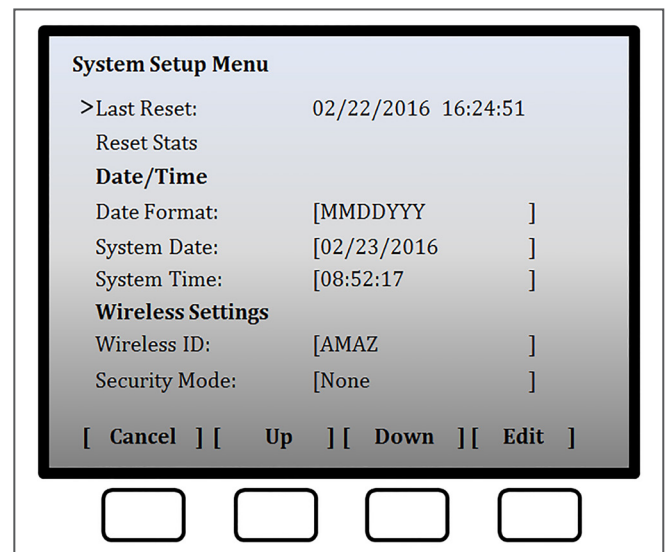 System Setup Menu
>Last Reset: 02/22/2016 16:24:51
Reset Stats
Date/Time
Date Format: [MMDDYYY ]
System Date: [02/23/2016 ]
System Time: [08:52:17 ]
Wireless Settings
Wireless ID: [AMAZ ]
Security Mode: [None ]
[ Cancel ] [ Up ] [ Down ] [ Edit ]